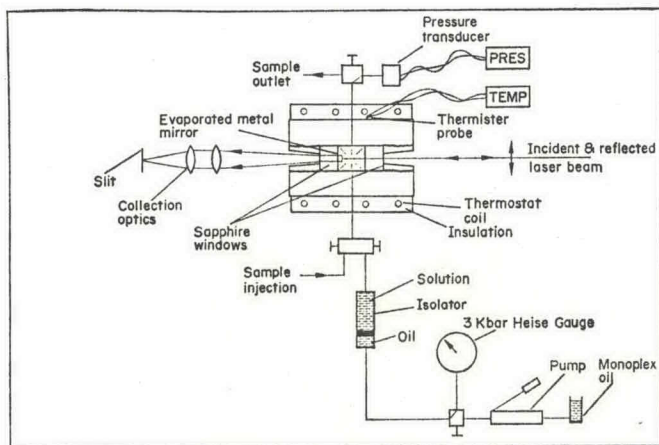 Pressure
transducer
PRES
Sample
outlet
TEMP
Evaporated metal
mirror
Thermister
probe
Incident & reflected
laser beam
Slit
Collection
optics
Sapphire
windows
Thermostat
coil
Insulation
Sample
injection
Solution
Isolator
Oil
3 Kbar Heise Gauge
Pump
Monoplex
oil